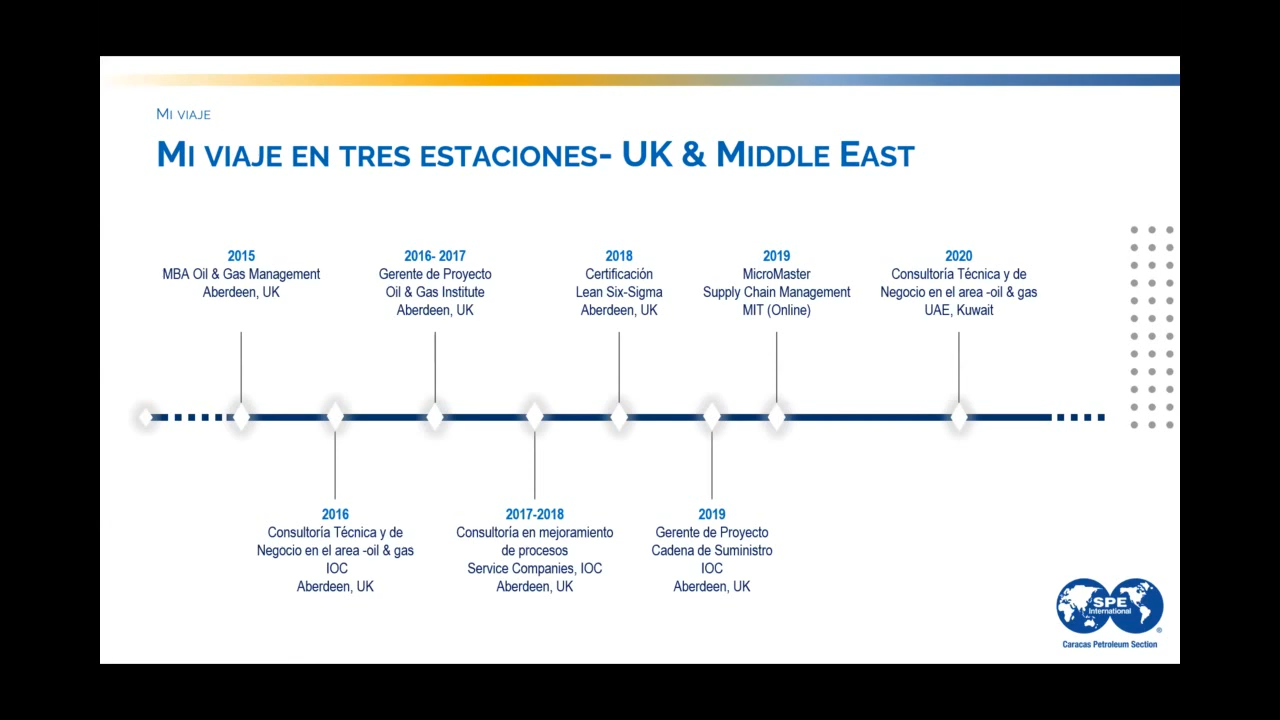 Mi viaje
Mi viaje en tres estaciones- UK & Middle East
2015
MBA Oil & Gas Management
Aberdeen, UK
2016- 2017
Gerente de Proyecto
Oil & Gas Institute
Aberdeen, UK
2018
Certificación
Lean Six-Sigma
Aberdeen, UK
2019
MicroMaster
Supply Chain Management
MIT (Online)
2020
Consultoría Técnica y de
Negocio en el area -oil & gas
UAE, Kuwait
2016
Consultoría Técnica y de
Negocio en el area -oil & gas
IOC
Aberdeen, UK
2017-2018
Consultoría en mejoramiento
de procesos
Service Companies, IOC
Aberdeen, UK
2019
Gerente de Proyecto
Cadena de Suministro
IOC
Aberdeen, UK
SPE
International
®
Caracas Petroleum Section